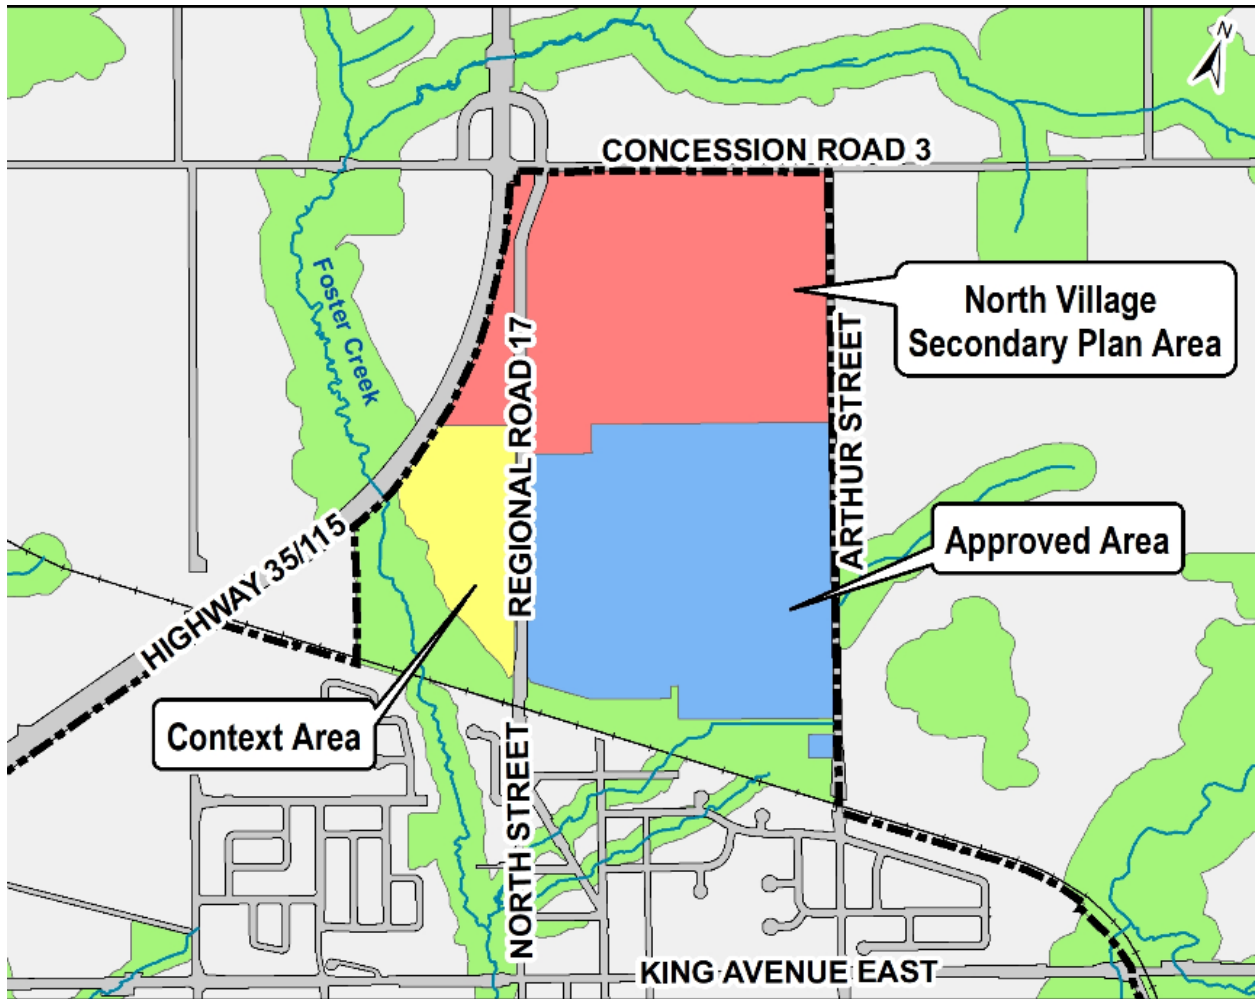 N
CONCESSION ROAD 3
Foster Creek
North Village
Secondary Plan Area
REGIONAL ROAD 17
ARTHUR STREET
HIGHWAY 35/115
Approved Area
Context Area
NORTH STREET
KING AVENUE EAST